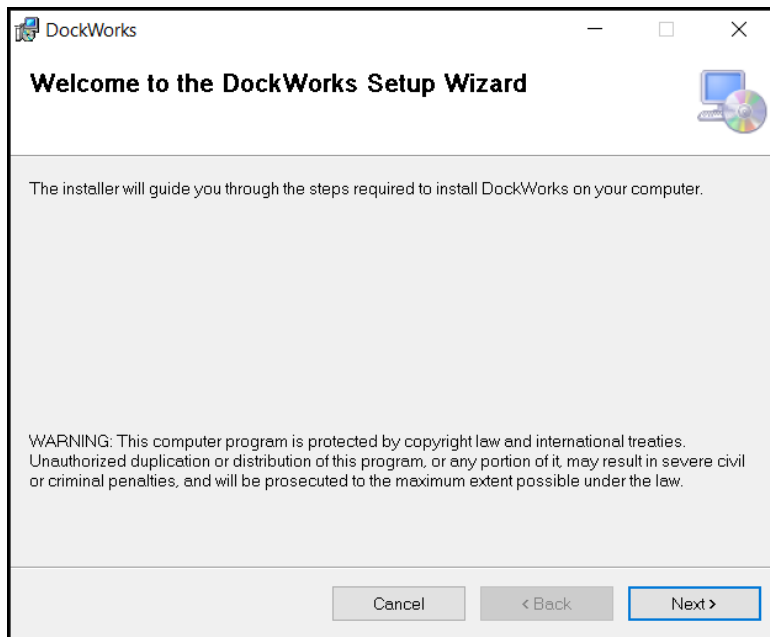 DockWorks
Welcome to the DockWorks Setup Wizard
The installer will guide you through the steps required to install DockWorks on your computer.
WARNING: This computer program is protected by copyright law and international treaties.
Unauthorized duplication or distribution of this program, or any portion of it, may result in severe civil
or criminal penalties, and will be prosecuted to the maximum extent possible under the law.
Cancel
< Back
Next >